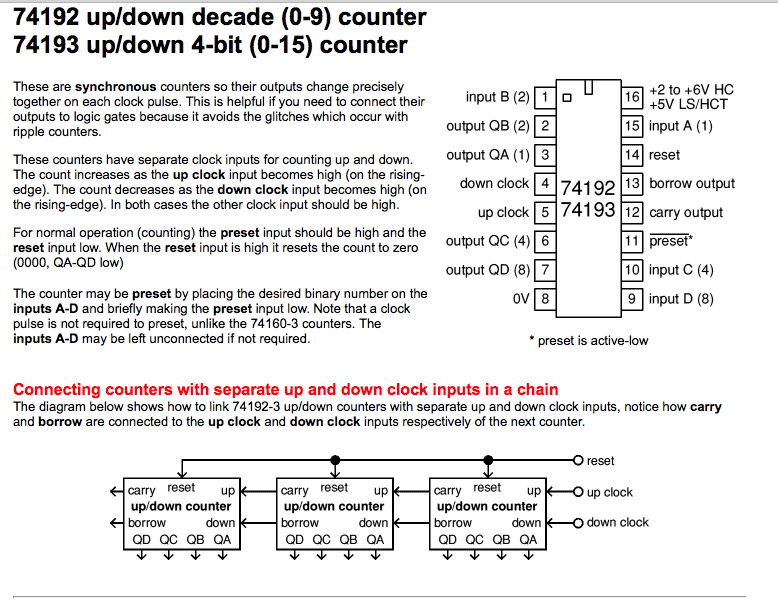 74192 up/down decade (0-9) counter
74193 up/down 4-bit (0-15) counter
These are synchronous counters so their outputs change precisely
together on each clock pulse. This is helpful if you need to connect their
outputs to logic gates because it avoids the glitches which occur with
ripple counters.
These counters have separate clock inputs for counting up and down.
The count increases as the up clock input becomes high (on the rising-
edge). The count decreases as the down clock input becomes high (on
the rising-edge). In both cases the other clock input should be high.
For normal operation (counting) the preset input should be high and the
reset input low. When the reset input is high it resets the count to zero
(0000, QA-QD low)
The counter may be preset by placing the desired binary number on the
inputs A-D and briefly making the preset input low. Note that a clock
pulse is not required to preset, unlike the 74160-3 counters. The
inputs A-D may be left unconnected if not required.
input B (2) 1 16 +2 to +6V HC
+5V LS/HCT
output QB (2) 2 15 input A (1)
output QA (1) 3 14 reset
down clock 4 74192 13 borrow output
up clock 5 74193 12 carry output
output QC (4) 6 11 preset*
output QD (8) 7 10 input C (4)
0V 8 9 input D (8)
* preset is active-low
Connecting counters with separate up and down clock inputs in a chain
The diagram below shows how to link 74192-3 up/down counters with separate up and down clock inputs, notice how carry
and borrow are connected to the up clock and down clock inputs respectively of the next counter.
reset
carry reset up carry reset up carry reset up up clock
up/down counter up/down counter up/down counter
borrow down borrow down borrow down down clock
QD QC QB QA QD QC QB QA QD QC QB QA